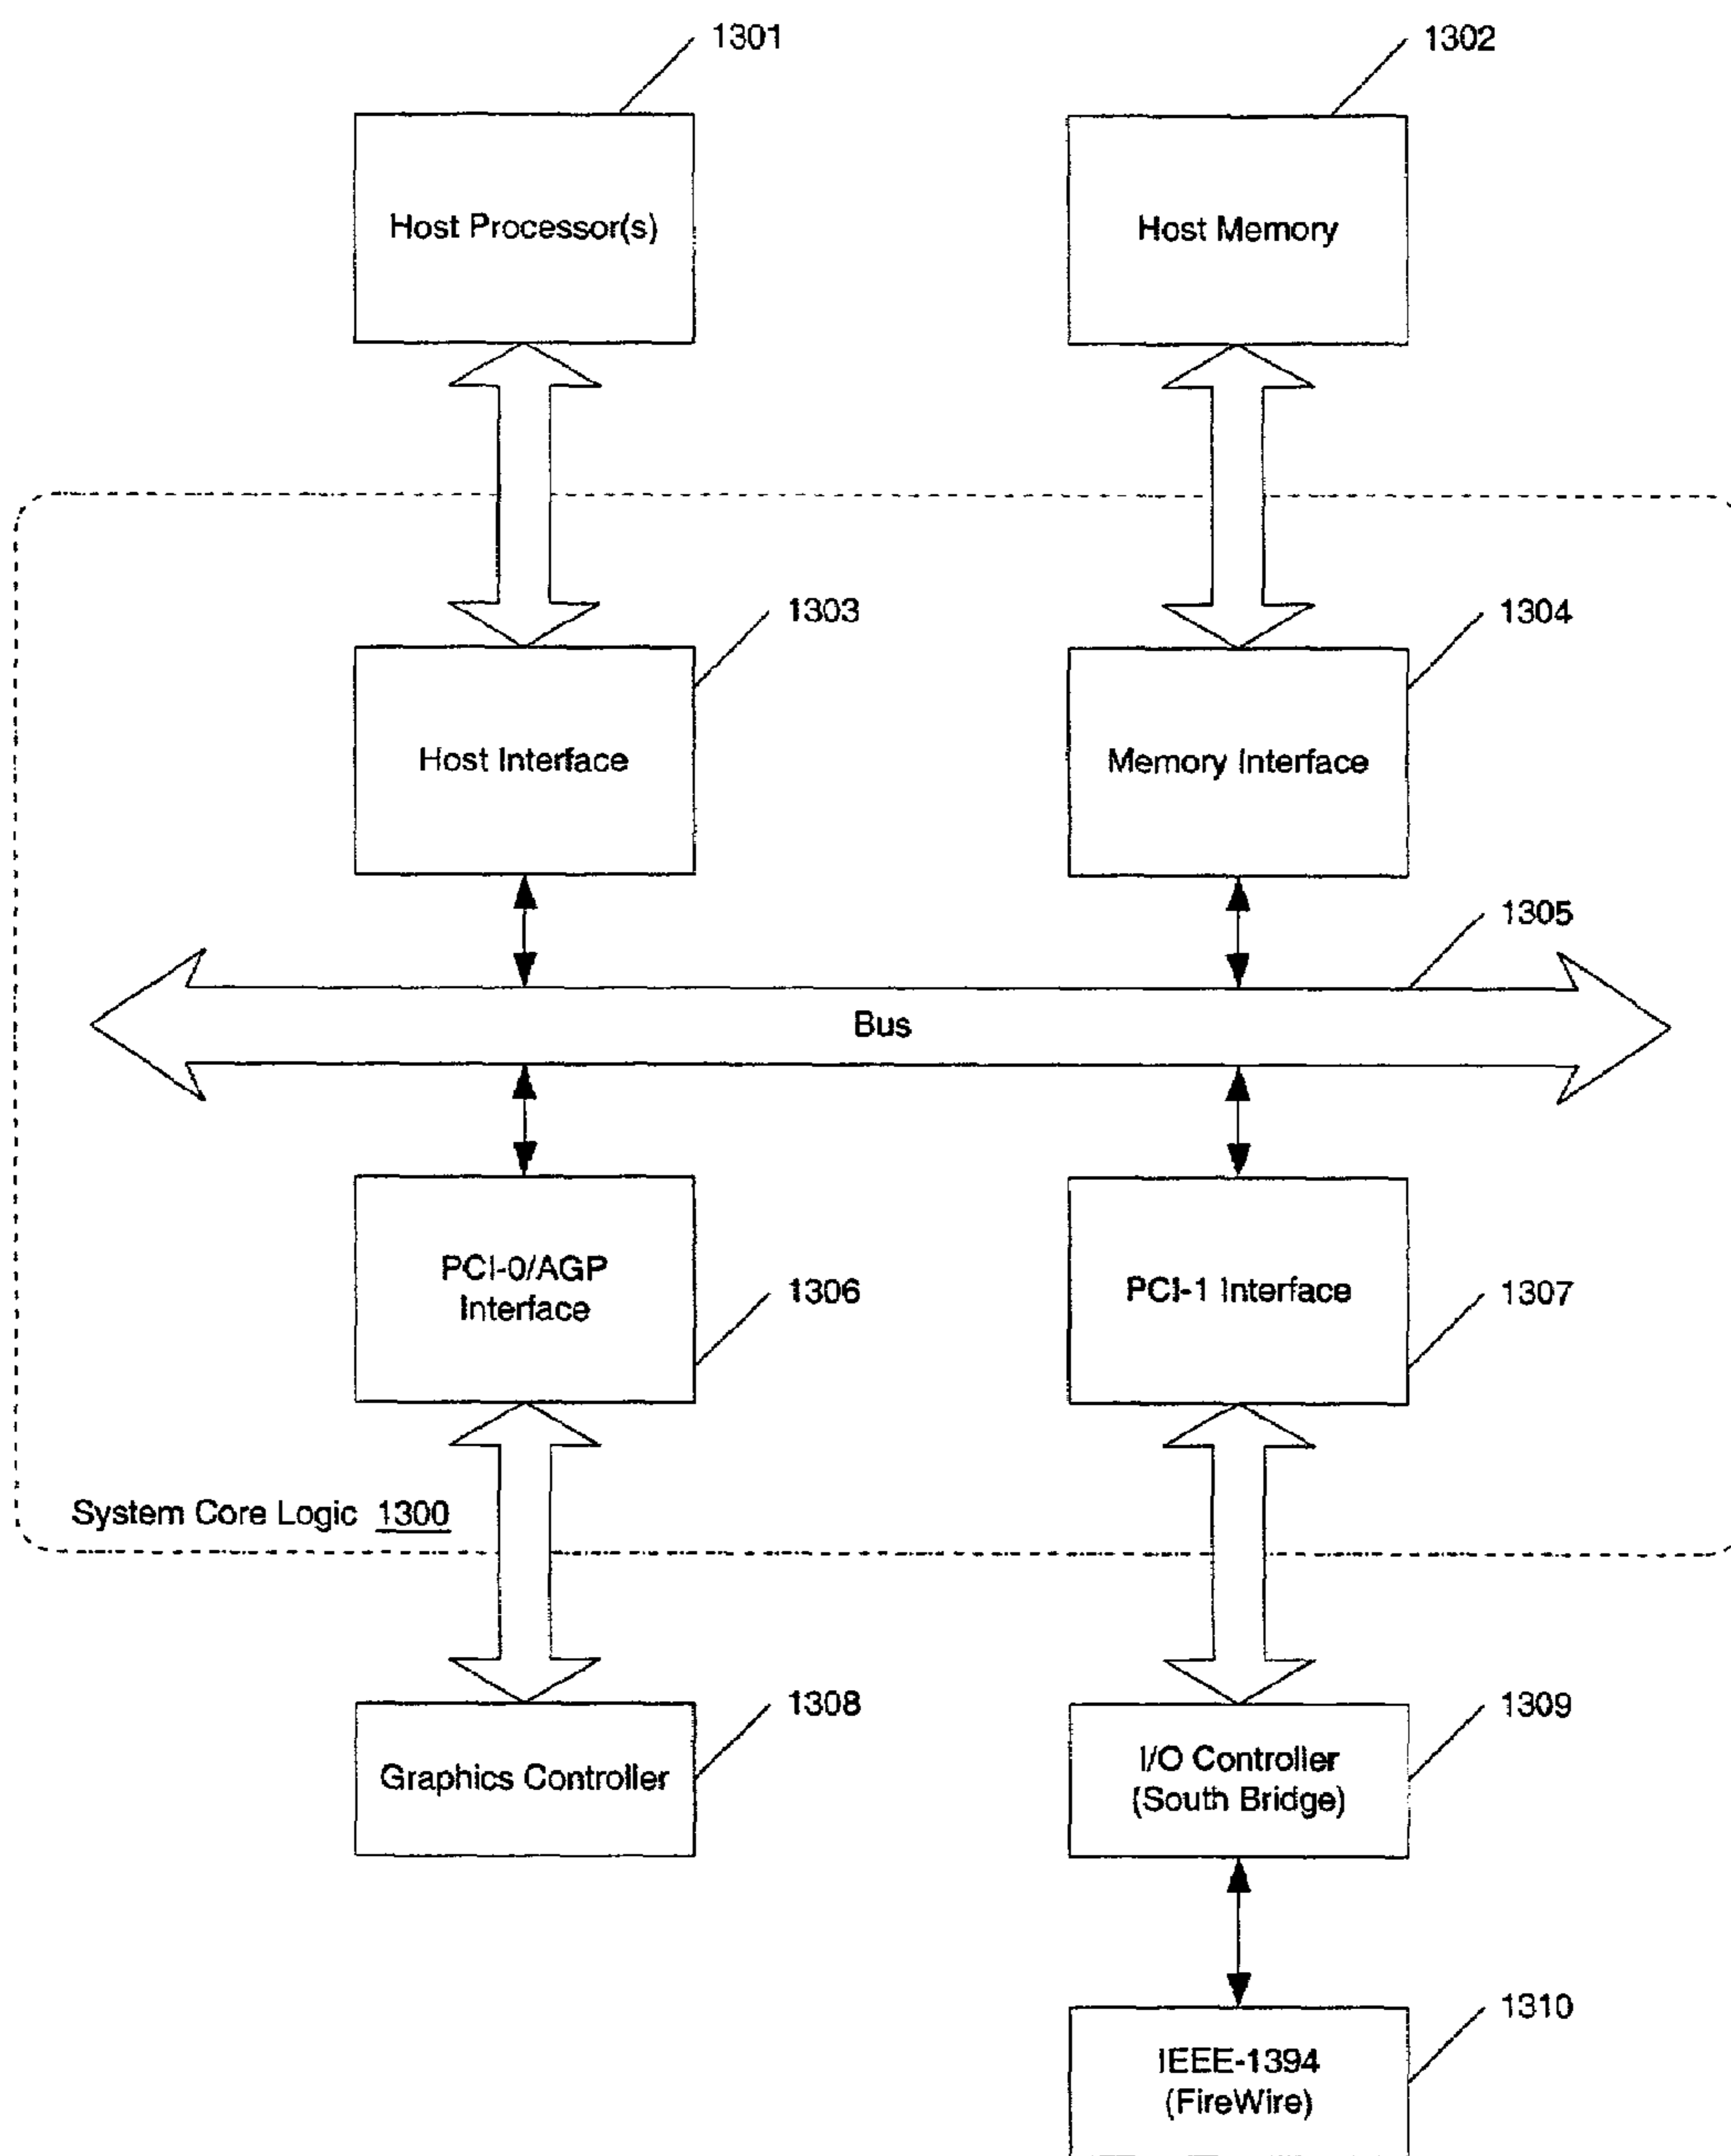 1301
1302
Host Processor(s)
Host Memory
1303
1304
Host Interface
Memory Interface
1305
Bus
PCI-0/AGP
Interface
1306
PCI-1 Interface
1307
System Core Logic 1300
1308
1309
Graphics Controller
I/O Controller
(South Bridge)
1310
IEEE-1394
(FireWire)